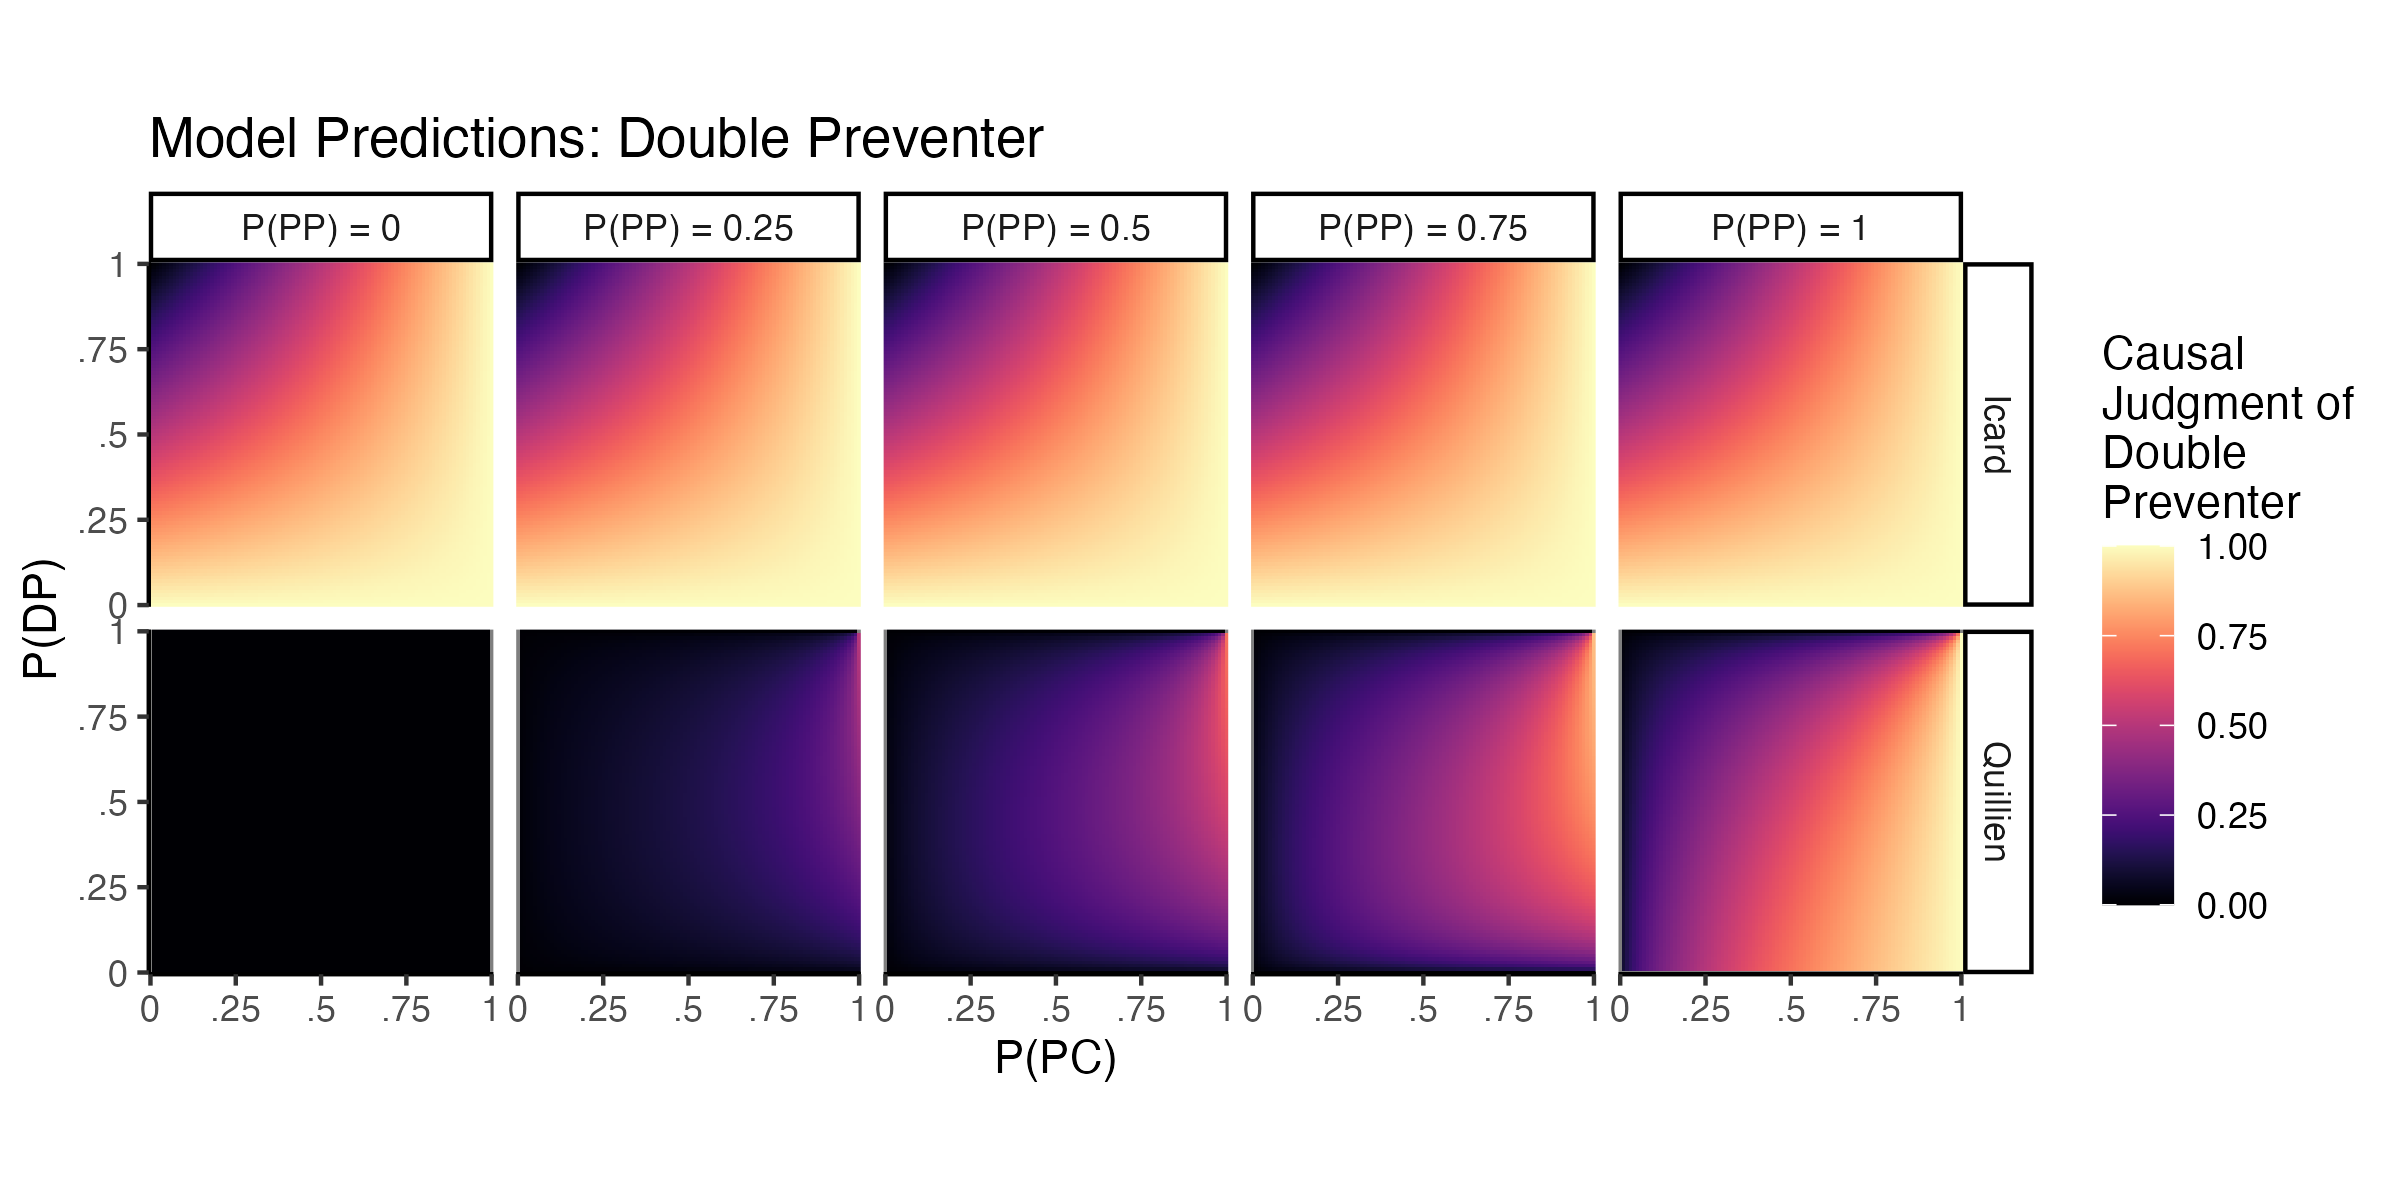 Model Predictions: Double Preventer
P(PP) = 0
P(PP) = 0.25
P(PP) = 0.5
P(PP) = 0.75
P(PP) = 1
1
.75
.5
.25
0
Icard
P(DP)
1
.75
.5
.25
0
Quillien
0 .25 .5 .75 1
0 .25 .5 .75 1
0 .25 .5 .75 1
0 .25 .5 .75 1
0 .25 .5 .75 1
P(PC)
Causal
Judgment of
Double
Preventer
1.00
0.75
0.50
0.25
0.00